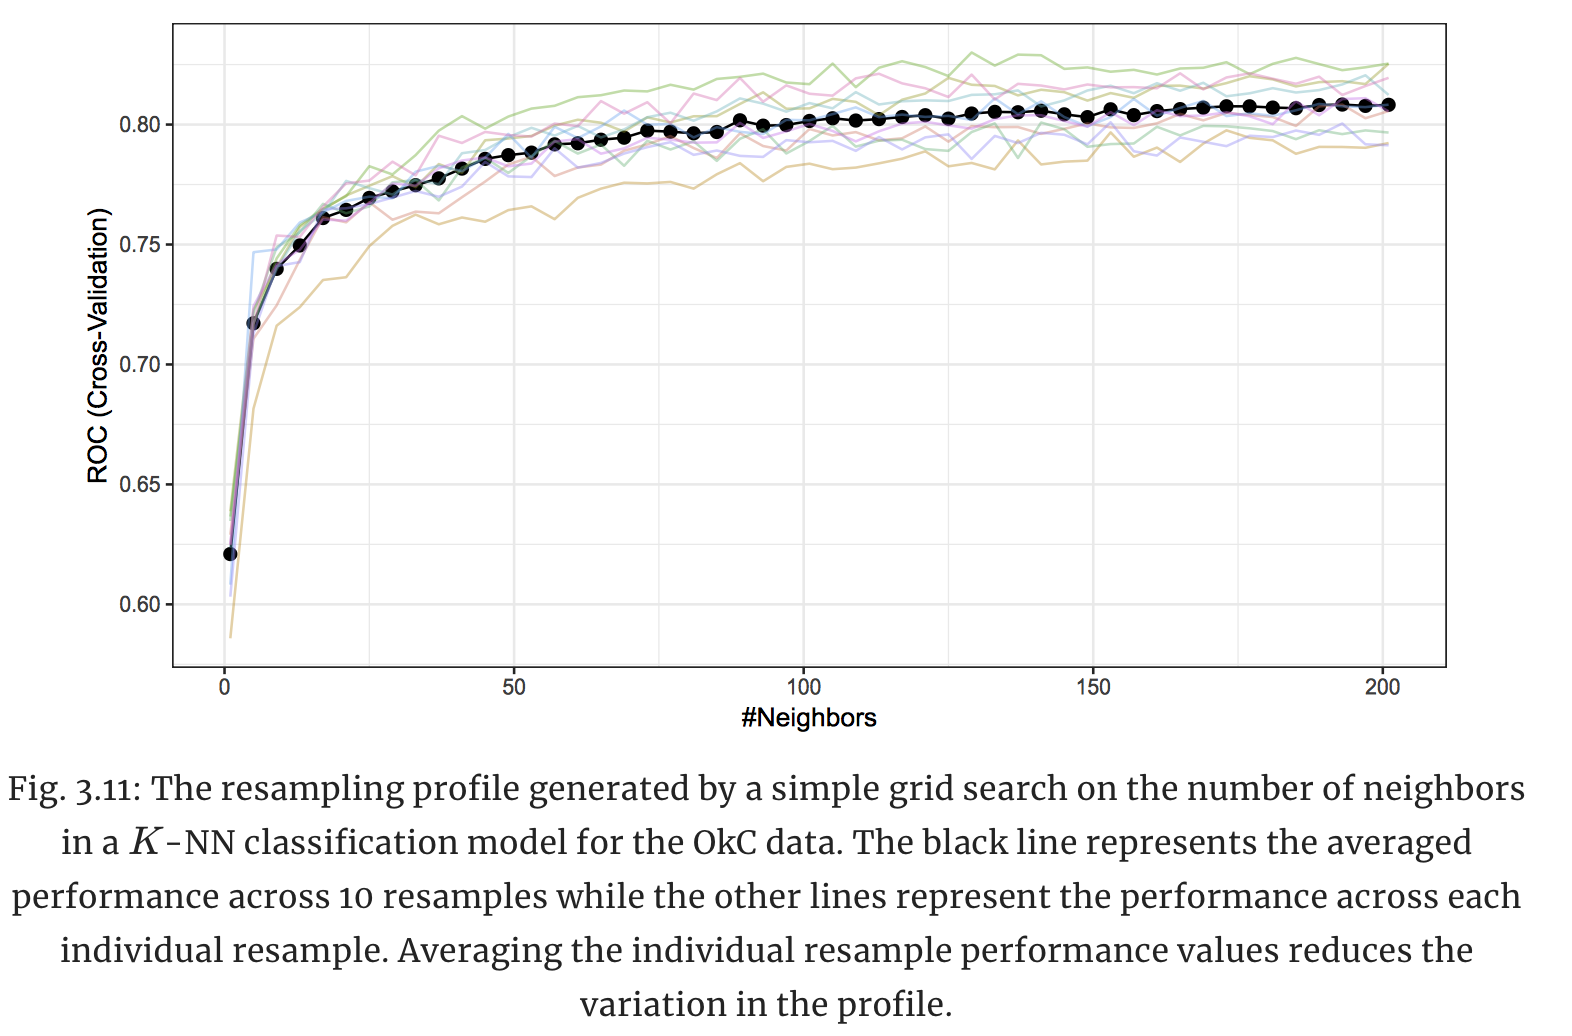 ROC (Cross-Validation)
0.80
0.75
0.70
0.65
0.60
0
50
100
150
200
#Neighbors
Fig. 3.11: The resampling profile generated by a simple grid search on the number of neighbors
in a K-NN classification model for the OkC data. The black line represents the averaged
performance across 10 resamples while the other lines represent the performance across each
individual resample. Averaging the individual resample performance values reduces the
variation in the profile.